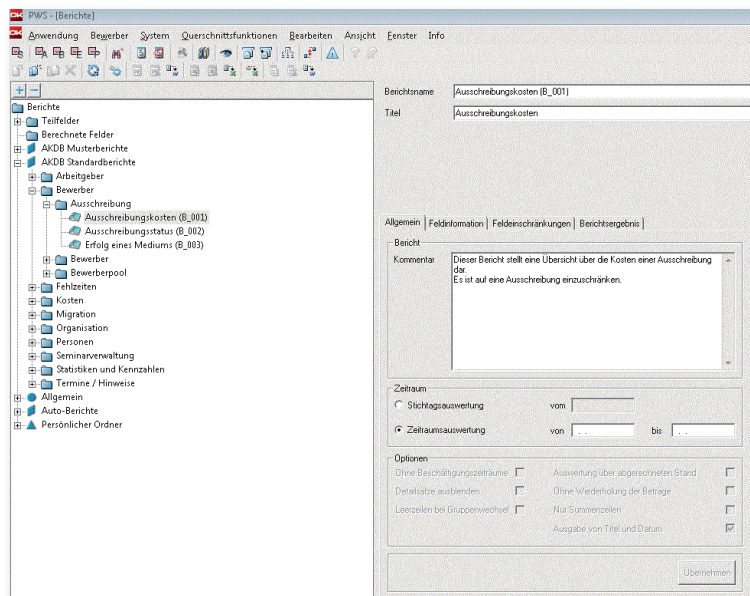 PWS - [Berichte]
Anwendung Bewerber System Querschnittsfunktionen Bearbeiten Ansicht Fenster Info
Berichte
Teilfelder
Berechnete Felder
AKDB Musterberichte
AKDB Standardberichte
Arbeitgeber
Bewerber
Ausschreibung
Ausschreibungskosten (B_001)
Ausschreibungsstatus (B_002)
Erfolg eines Mediums (B_003)
Bewerber
Bewerberpool
Fehlzeiten
Kosten
Migration
Organisation
Personen
Seminarverwaltung
Statistiken und Kennzahlen
Termine / Hinweise
Allgemein
Auto-Berichte
Persönlicher Ordner
Berichtsname Ausschreibungskosten (B_001)
Titel Ausschreibungskosten
Allgemein Feldinformation Feldeinschränkungen Berichtsergebnis
Bericht
Kommentar Dieser Bericht stellt eine Übersicht über die Kosten einer Ausschreibung
dar.
Es ist auf eine Ausschreibung einzuschränken.
Zeitraum
Stichtagsauswertung vom
Zeitraumsauswertung von . . bis . .
Optionen
Ohne Beschäftigungszeiträume Auswertung über abgerechneten Stand
Detailsätze ausblenden Ohne Wiederholung der Beträge
Leerzeilen bei Gruppenwechsel Nur Summenzeilen
Ausgabe von Titel und Datum
Übernehmen